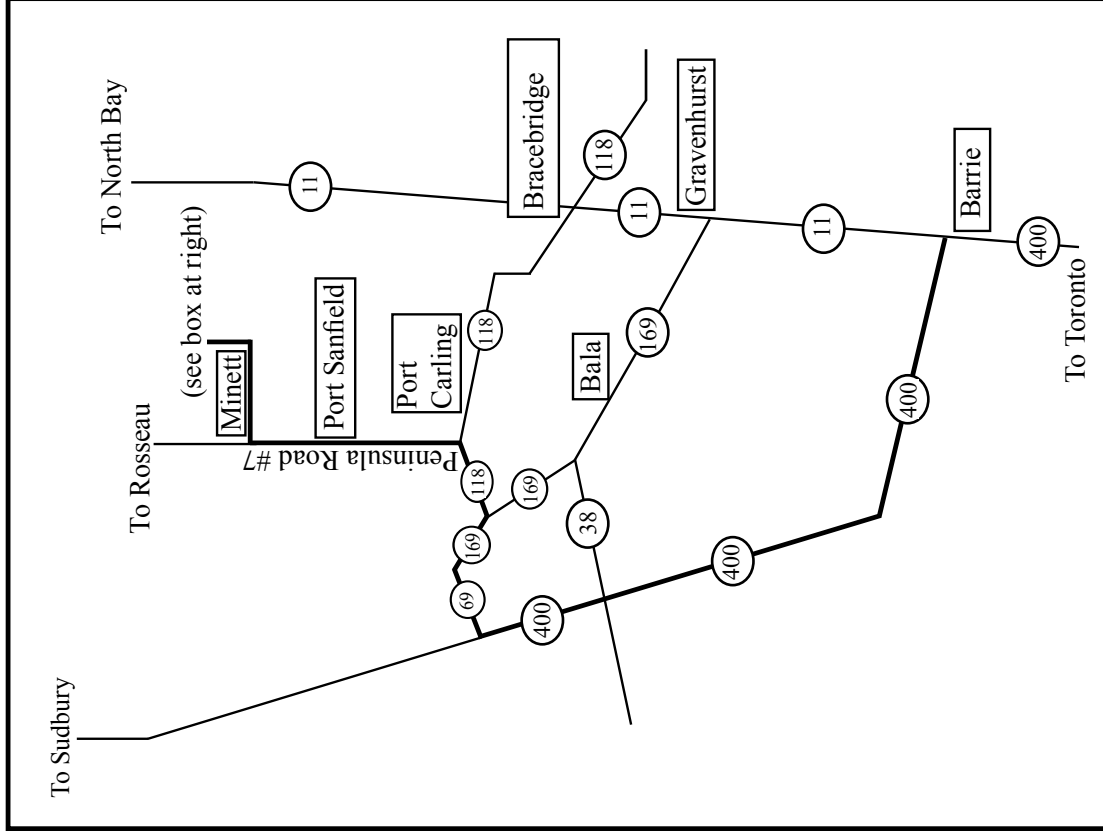 To North Bay
11
(see box at right)
To Rosseau
Minett
Port Sanfield
Peninsula Road #7
To Sudbury
Port
Carling
Bracebridge
118
118
118
169
69
169
400
38
Bala
169
11
Gravenhurst
11
400
400
Barrie
400
To Toronto